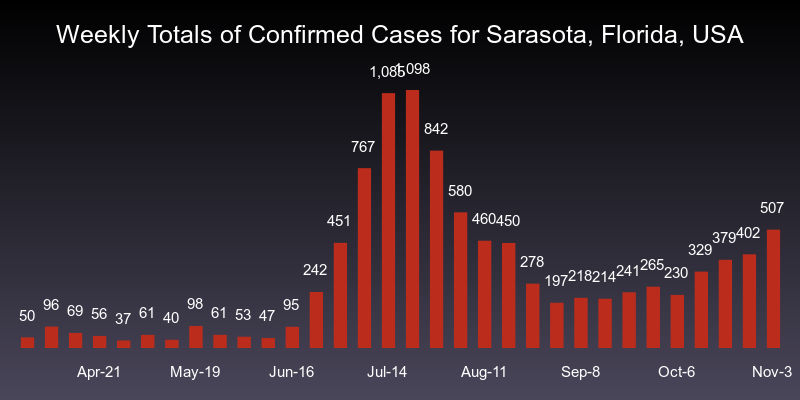 Weekly Totals of Confirmed Cases for Sarasota, Florida, USA
50 96 69 56 37 61 40 98 61 53 47 95 242 451 767 1,085 1,098 842 580 460 450 278 197 218 214 241 265 230 329 379 402 507
Apr-21 May-19 Jun-16 Jul-14 Aug-11 Sep-8 Oct-6 Nov-3